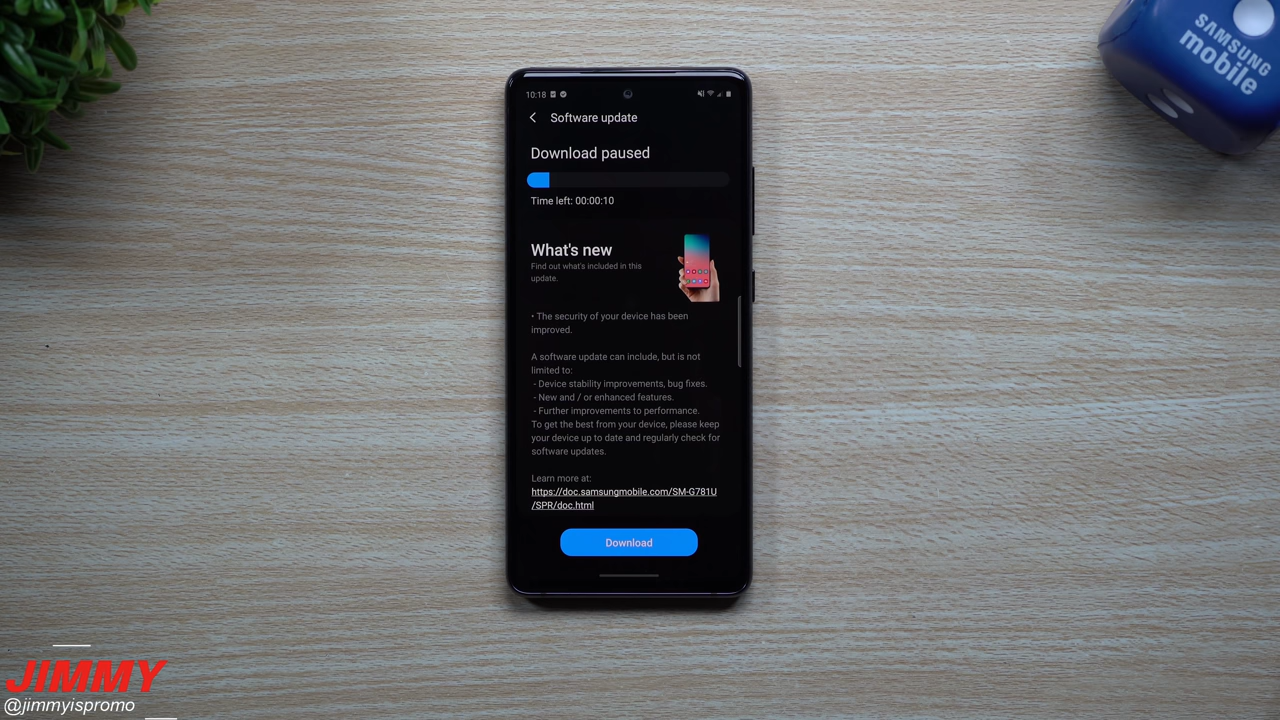 SAMSUNG
mobile
10:18
Software update
Download paused
Time left: 00:00:10
What's new
Find out what's included in this
update.
• The security of your device has been
improved.
A software update can include, but is not
limited to:
- Device stability improvements, bug fixes.
- New and / or enhanced features.
- Further improvements to performance.
To get the best from your device, please keep
your device up to date and regularly check for
software updates.
Learn more at:
https://doc.samsungmobile.com/SM-G781U
/SPR/doc.html
Download
JIMMY
@jimmyispromo